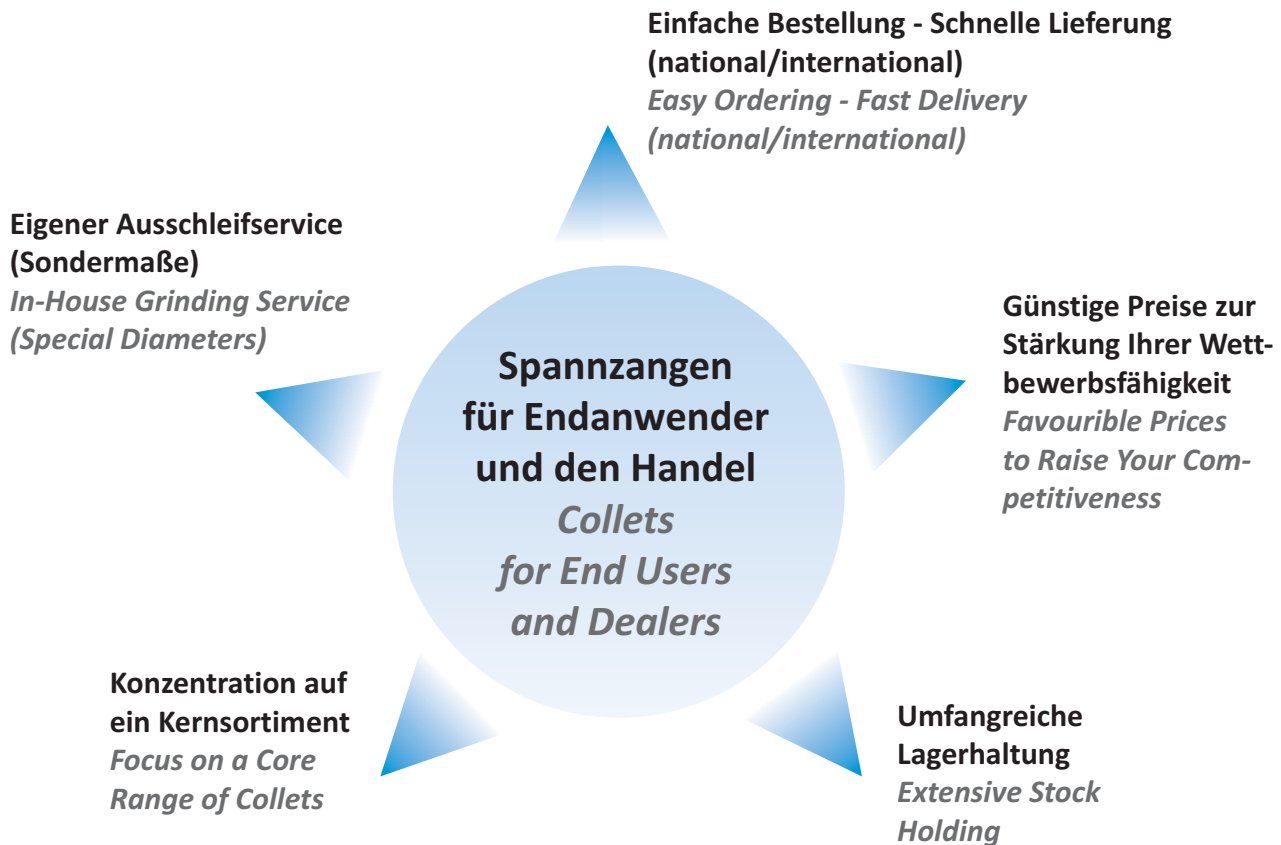 Einfache Bestellung - Schnelle Lieferung
(national/international)
Easy Ordering - Fast Delivery
(national/international)
Eigener Ausschleifservice
(Sondermaße)
In-House Grinding Service
(Special Diameters)
Günstige Preise zur
Stärkung Ihrer Wett-
bewerbsfähigkeit
Favourible Prices
to Raise Your Com-
petitiveness
Spannzangen
für Endanwender
und den Handel
Collets
for End Users
and Dealers
Konzentration auf
ein Kernsortiment
Focus on a Core
Range of Collets
Umfangreiche
Lagerhaltung
Extensive Stock
Holding